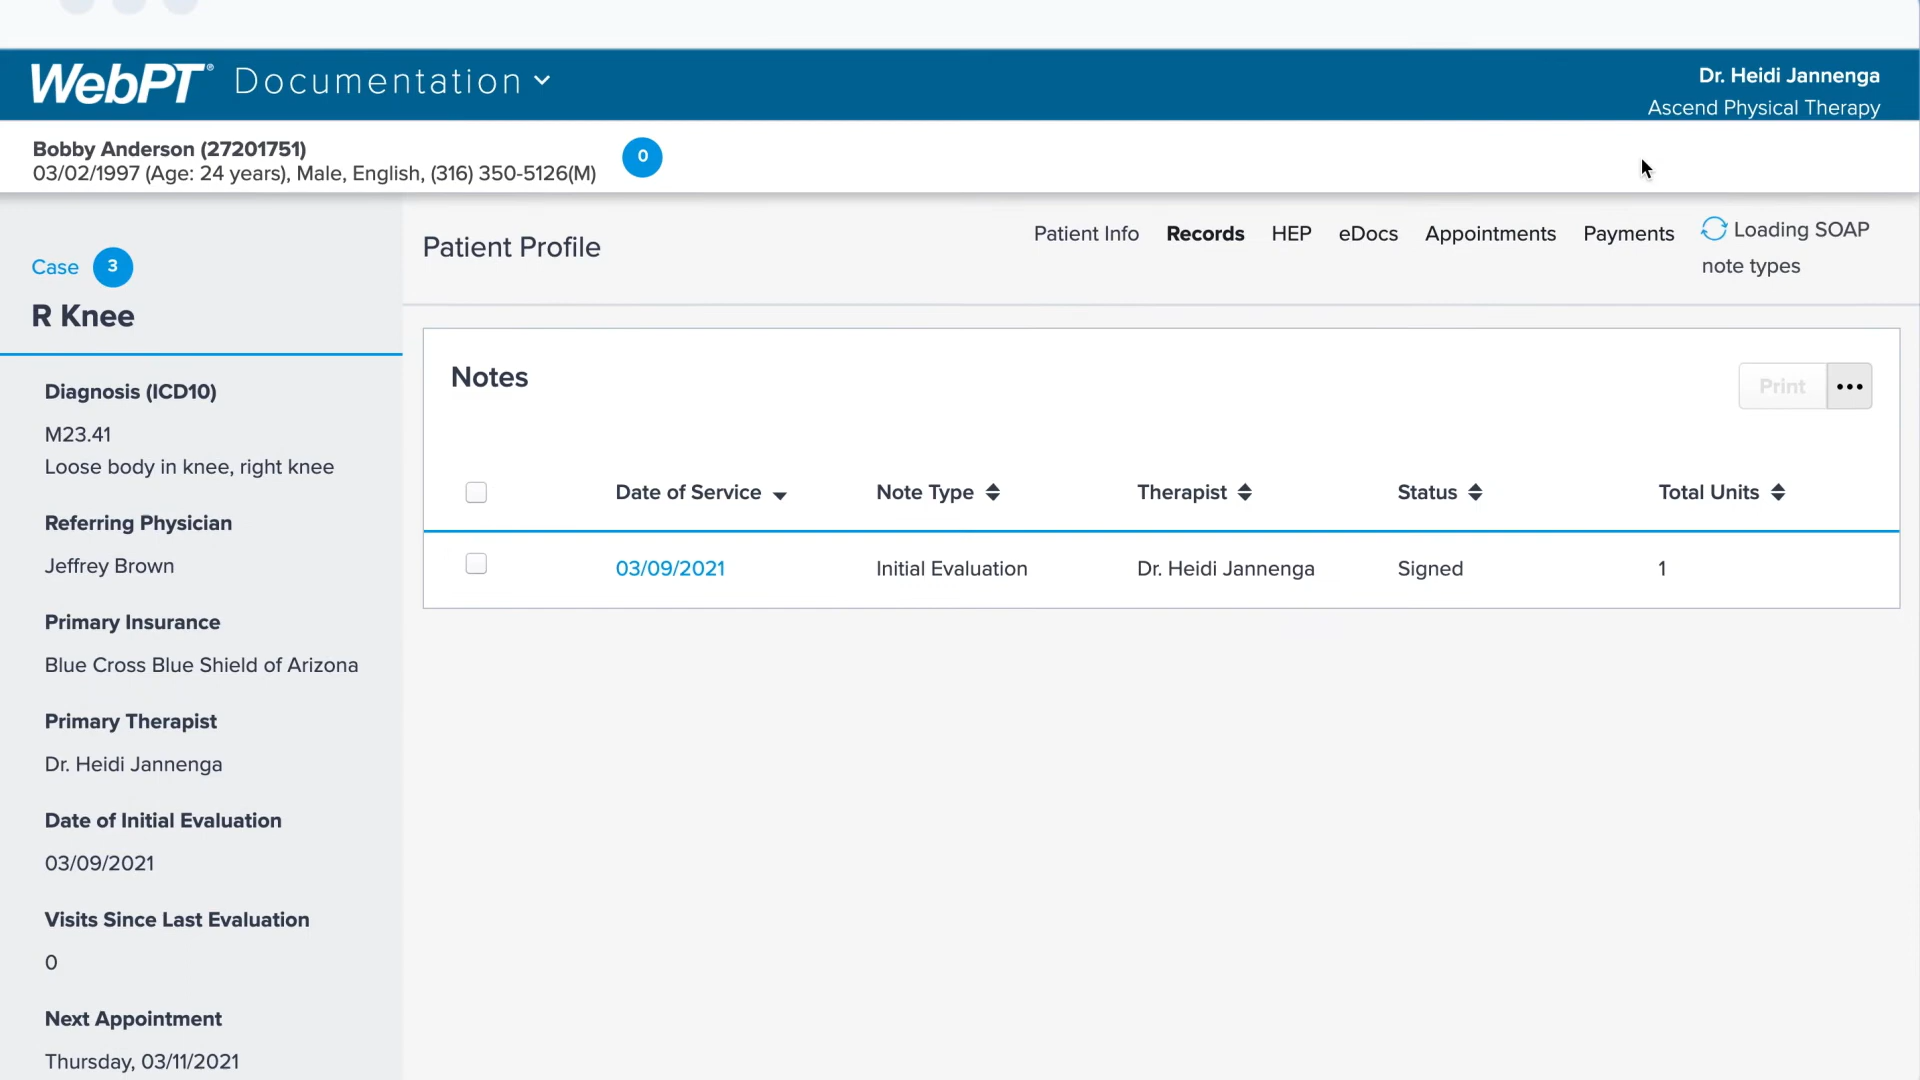 WebPT® Documentation
Dr. Heidi Jannenga
Ascend Physical Therapy
Bobby Anderson (27201751)
03/02/1997 (Age: 24 years), Male, English, (316) 350-5126(M)
0
Case 3
R Knee
Diagnosis (ICD10)
M23.41
Loose body in knee, right knee
Referring Physician
Jeffrey Brown
Primary Insurance
Blue Cross Blue Shield of Arizona
Primary Therapist
Dr. Heidi Jannenga
Date of Initial Evaluation
03/09/2021
Visits Since Last Evaluation
0
Next Appointment
Thursday, 03/11/2021
Patient Profile
Patient Info Records HEP eDocs Appointments Payments Loading SOAP
note types
Notes
Print •••
Date of Service Note Type Therapist Status Total Units
03/09/2021 Initial Evaluation Dr. Heidi Jannenga Signed 1